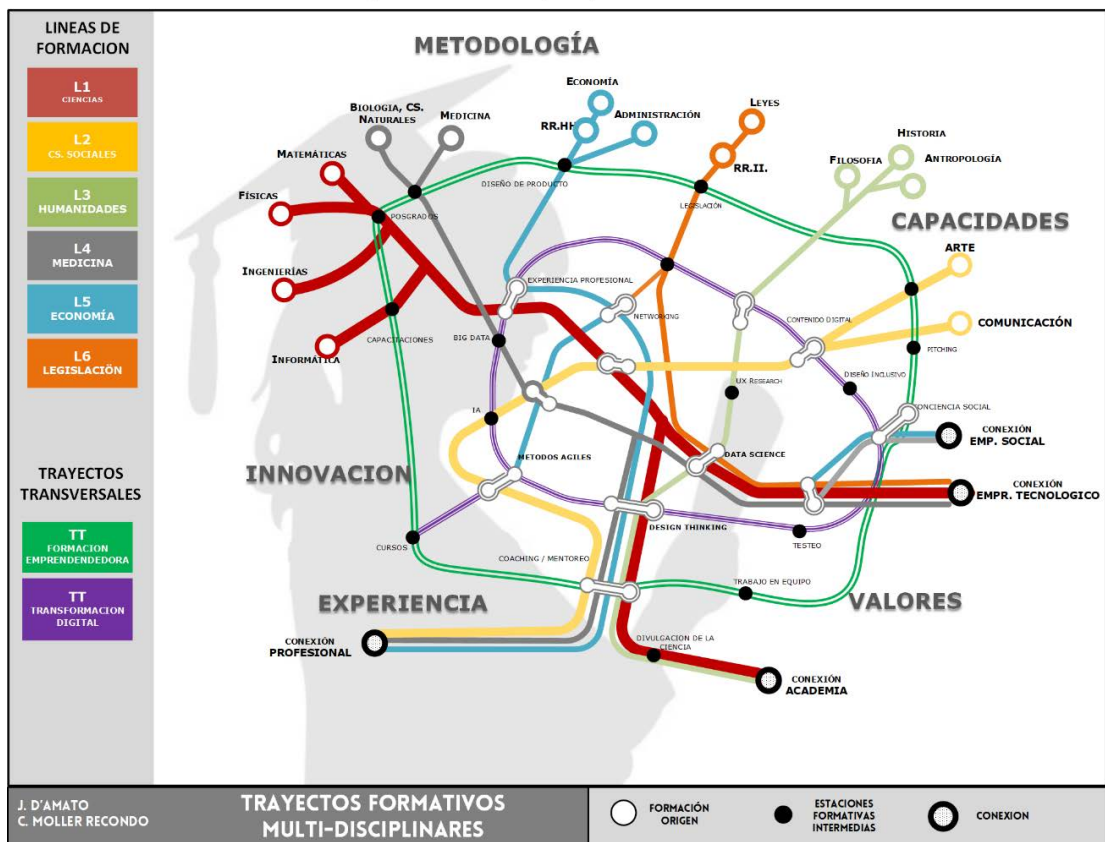 LINEAS DE
FORMACION
L1
CIENCIAS
L2
CS. SOCIALES
L3
HUMANIDADES
L4
MEDICINA
L5
ECONOMÍA
L6
LEGISLACIÓN
TRAYECTOS
TRANSVERSALES
TT
FORMACION
EMPRENDENDEDORA
TT
TRANSFORMACION
DIGITAL
METODOLOGÍA
ECONOMÍA
BIOLOGIA, CS.
NATURALES
MEDICINA
RR.HH
ADMINISTRACIÓN
LEYES
RR.II.
HISTORIA
FILOSOFIA
ANTROPOLOGÍA
MATEMÁTICAS
FÍSICAS
DISEÑO DE PRODUCTO
LEGISLACIÓN
POSGRADOS
CAPACIDADES
ARTE
INGENIERÍAS
EXPERIENCIA PROFESIONAL
NETWORKING
CONTENIDO DIGITAL
COMUNICACIÓN
INFORMÁTICA
CAPACITACIONES
BIG DATA
PITCHING
UX RESEARCH
DISEÑO INCLUSIVO
IA
CONCIENCIA SOCIAL
CONEXIÓN
EMP. SOCIAL
INNOVACION
METODOS AGILES
DATA SCIENCE
CONEXIÓN
EMPR. TECNOLOGICO
DESIGN THINKING
TESTEO
CURSOS
COACHING / MENTOREO
TRABAJO EN EQUIPO
EXPERIENCIA
VALORES
CONEXIÓN
PROFESIONAL
DIVULGACION DE LA
CIENCIA
CONEXIÓN
ACADEMIA
J. D'AMATO
C. MOLLER RECONDO
TRAYECTOS FORMATIVOS
MULTI-DISCIPLINARES
FORMACIÓN
ORIGEN
ESTACIONES
FORMATIVAS
INTERMEDIAS
CONEXION